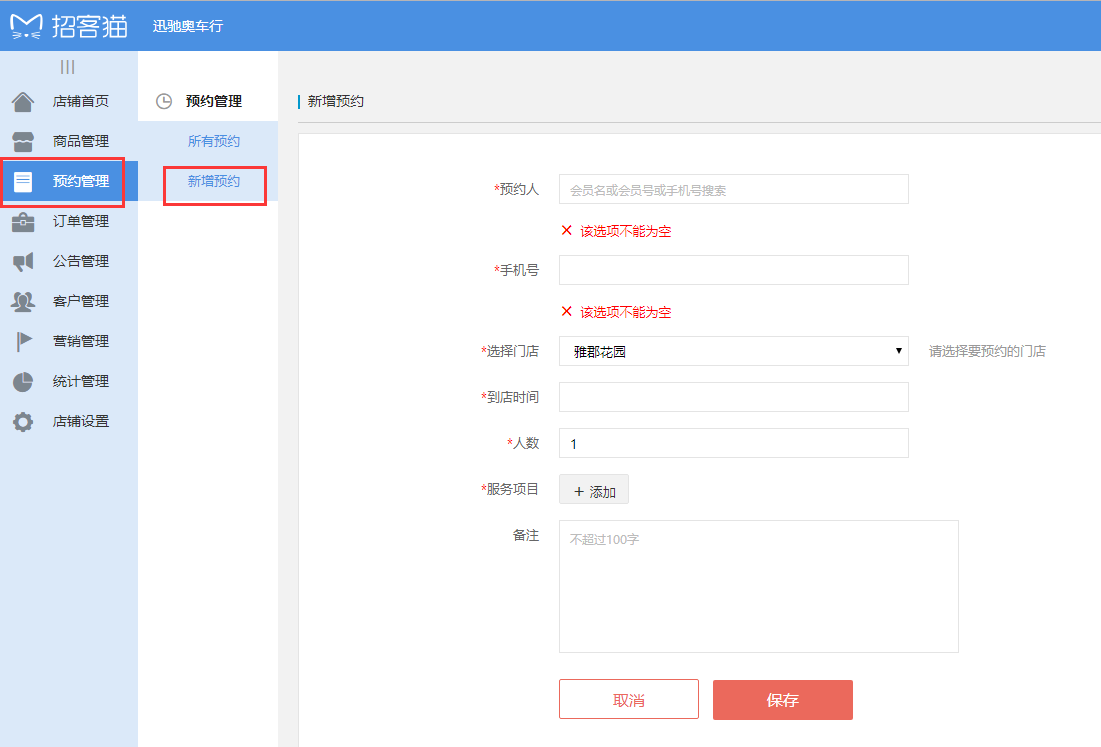 招客猫
迅驰奥车行
店铺首页
商品管理
预约管理
订单管理
公告管理
客户管理
营销管理
统计管理
店铺设置
预约管理
所有预约
新增预约
新增预约
*预约人 会员名或会员号或手机号搜索
该选项不能为空
*手机号
该选项不能为空
*选择门店 雅郡花园 请选择要预约的门店
*到店时间
*人数 1
*服务项目 + 添加
备注 不超过100字
取消 保存